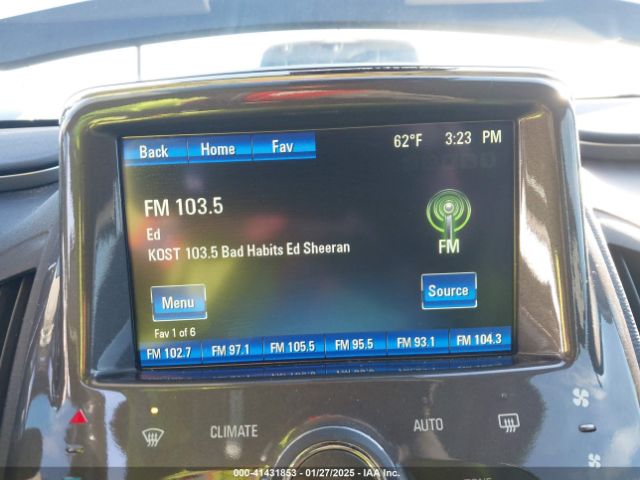 Back Home Fav 62°F 3:23 PM
FM 103.5
Ed
KOST 103.5 Bad Habits Ed Sheeran
FM
Menu
Source
Fav 1 of 6
FM 102.7 FM 97.1 FM 105.5 FM 95.5 FM 93.1 FM 104.3
CLIMATE AUTO
000-41431853 - 01/27/2025 - IAA Inc.